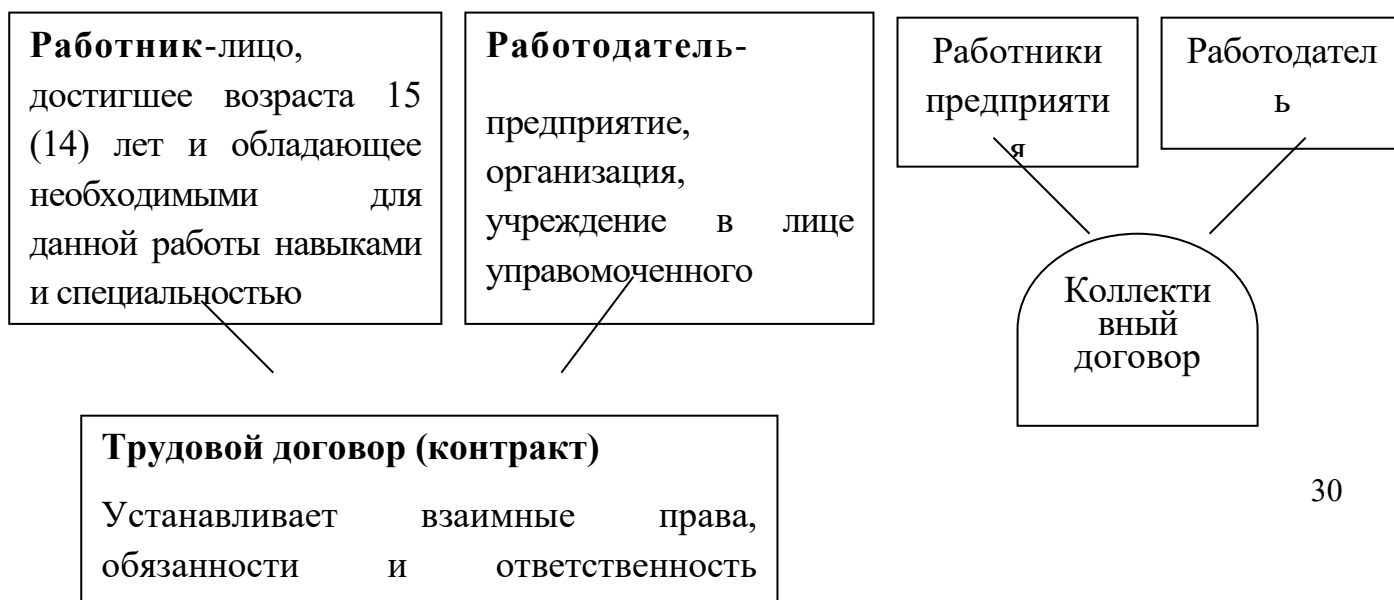 Работник-лицо,
достигшее возраста 15
(14) лет и обладающее
необходимыми для
данной работы навыками
и специальностью
Работодатель-
предприятие,
организация,
учреждение в лице
управомоченного
Работники
предприяти
я
Работодател
ь
Коллекти
вный
договор
Трудовой договор (контракт)
Устанавливает взаимные права,
обязанности и ответственность
30